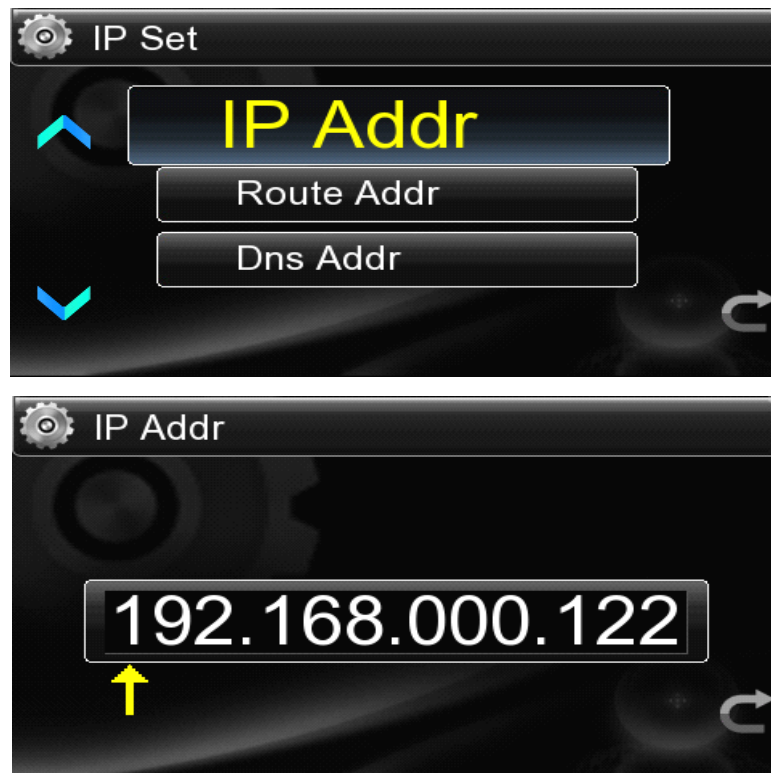 IP Set
IP Addr
Route Addr
Dns Addr
IP Addr
192.168.000.122